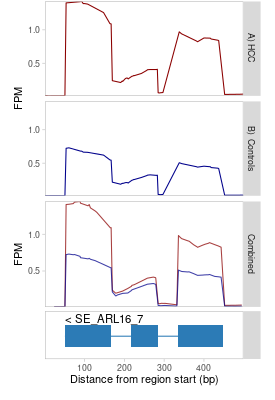 1.0
0.5
A) HCC
FPM
1.0
0.5
B) Controls
1.0
0.5
Combined
FPM
< SE_ARL16_7
100 200 300 400
Distance from region start (bp)